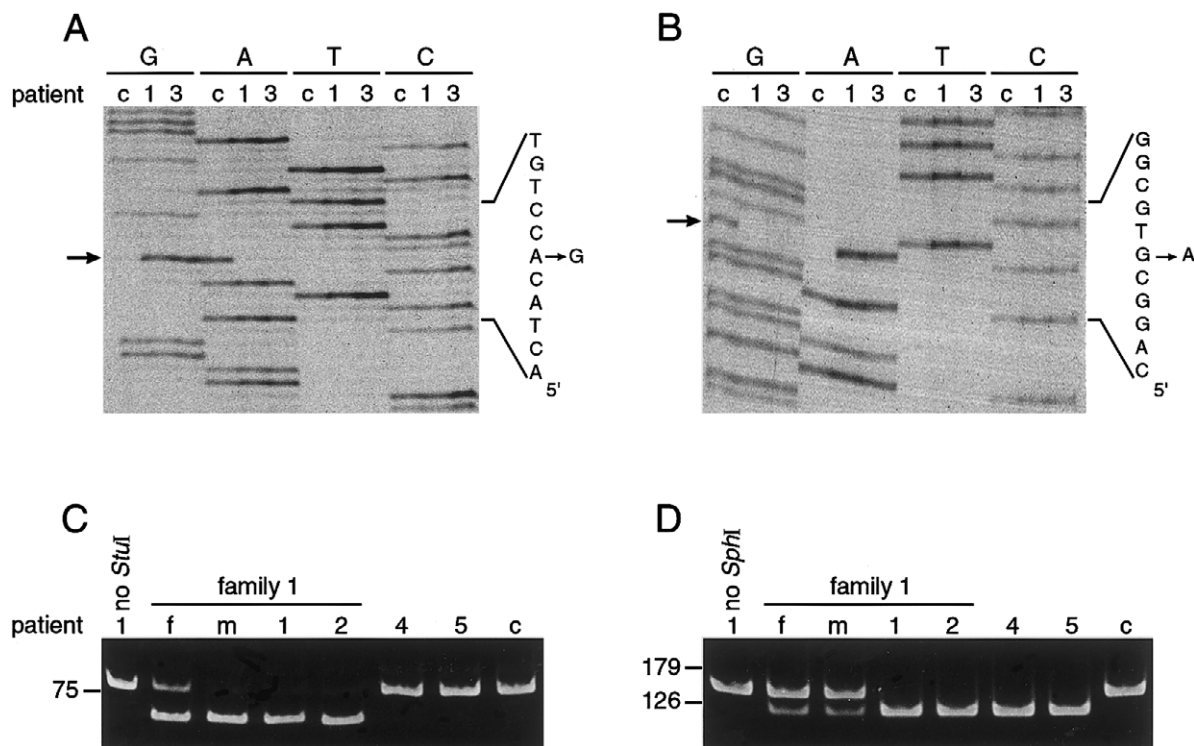 A
G A T C
patient c 1 3 c 1 3 c 1 3 c 1 3
T
G
T
C
C
A → G
C
A
T
C
A 5'
B
G A T C
patient c 1 3 c 1 3 c 1 3 c 1 3
G
G
C
G
T
G → A
C
G
G
A
C 5'
C
no StuI
family 1
patient 1 f m 1 2 4 5 c
75
D
no SphI
family 1
patient 1 f m 1 2 4 5 c
179
126